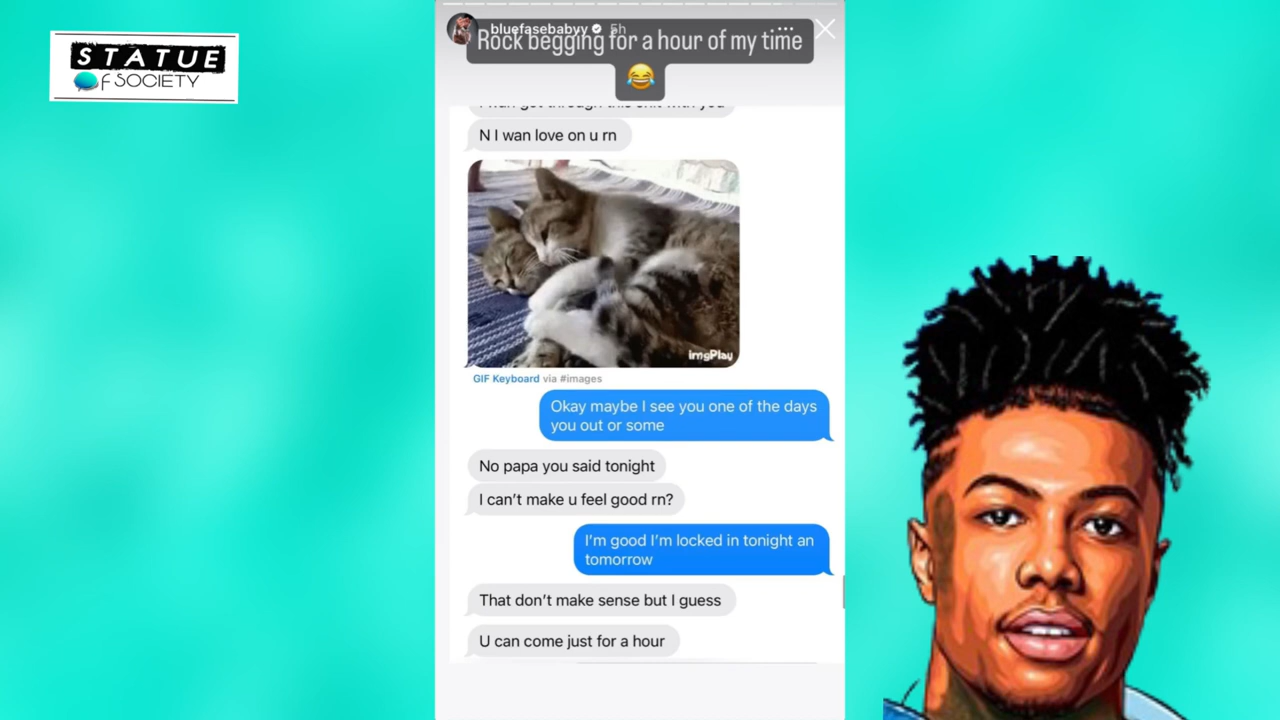 STATUE
OF SOCIETY
bluefasebabyy 5h
Rock begging for a hour of my time
😂
N I wan love on u rn
imgPlay
GIF Keyboard via #images
Okay maybe I see you one of the days
you out or some
No papa you said tonight
I can't make u feel good rn?
I'm good I'm locked in tonight an
tomorrow
That don't make sense but I guess
U can come just for a hour